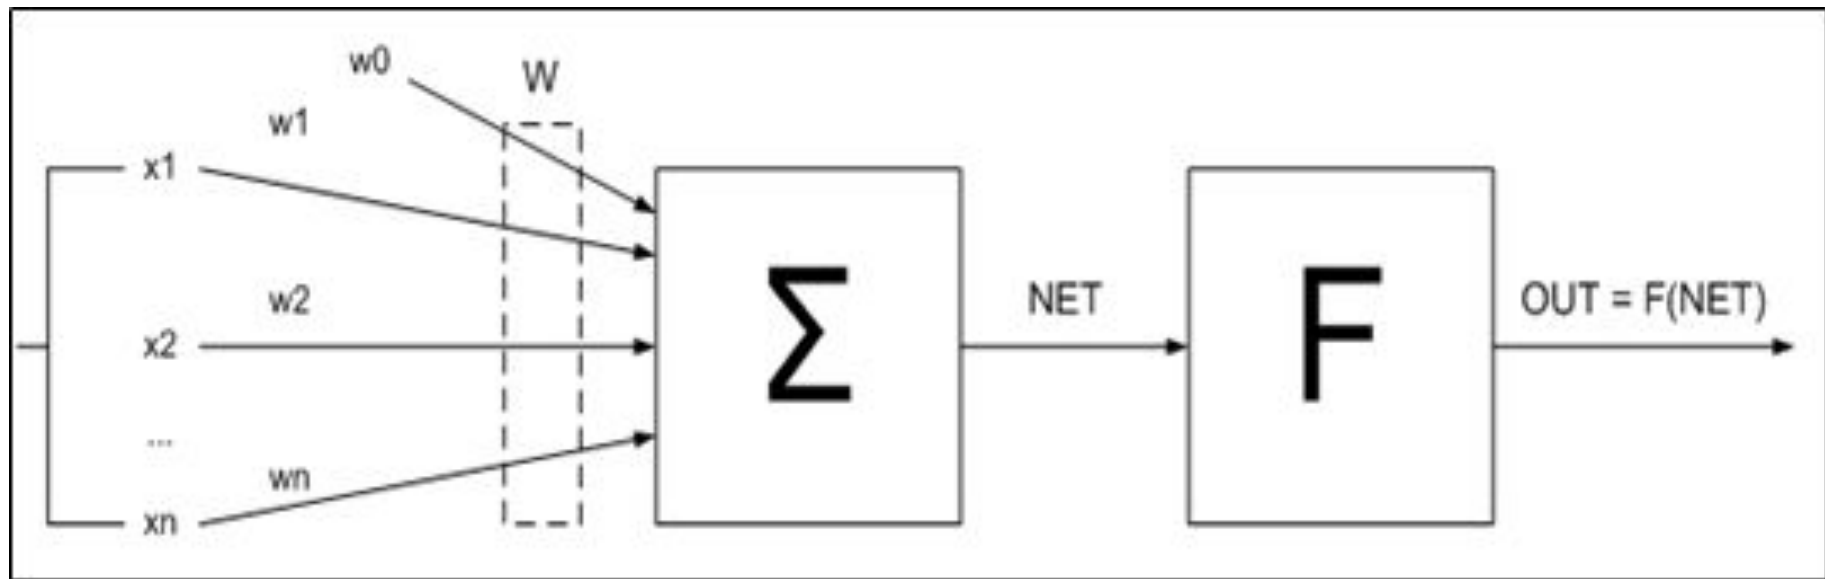 w0
W
w1
x1
w2
x2
...
wn
xn
Σ
NET
F
OUT = F(NET)